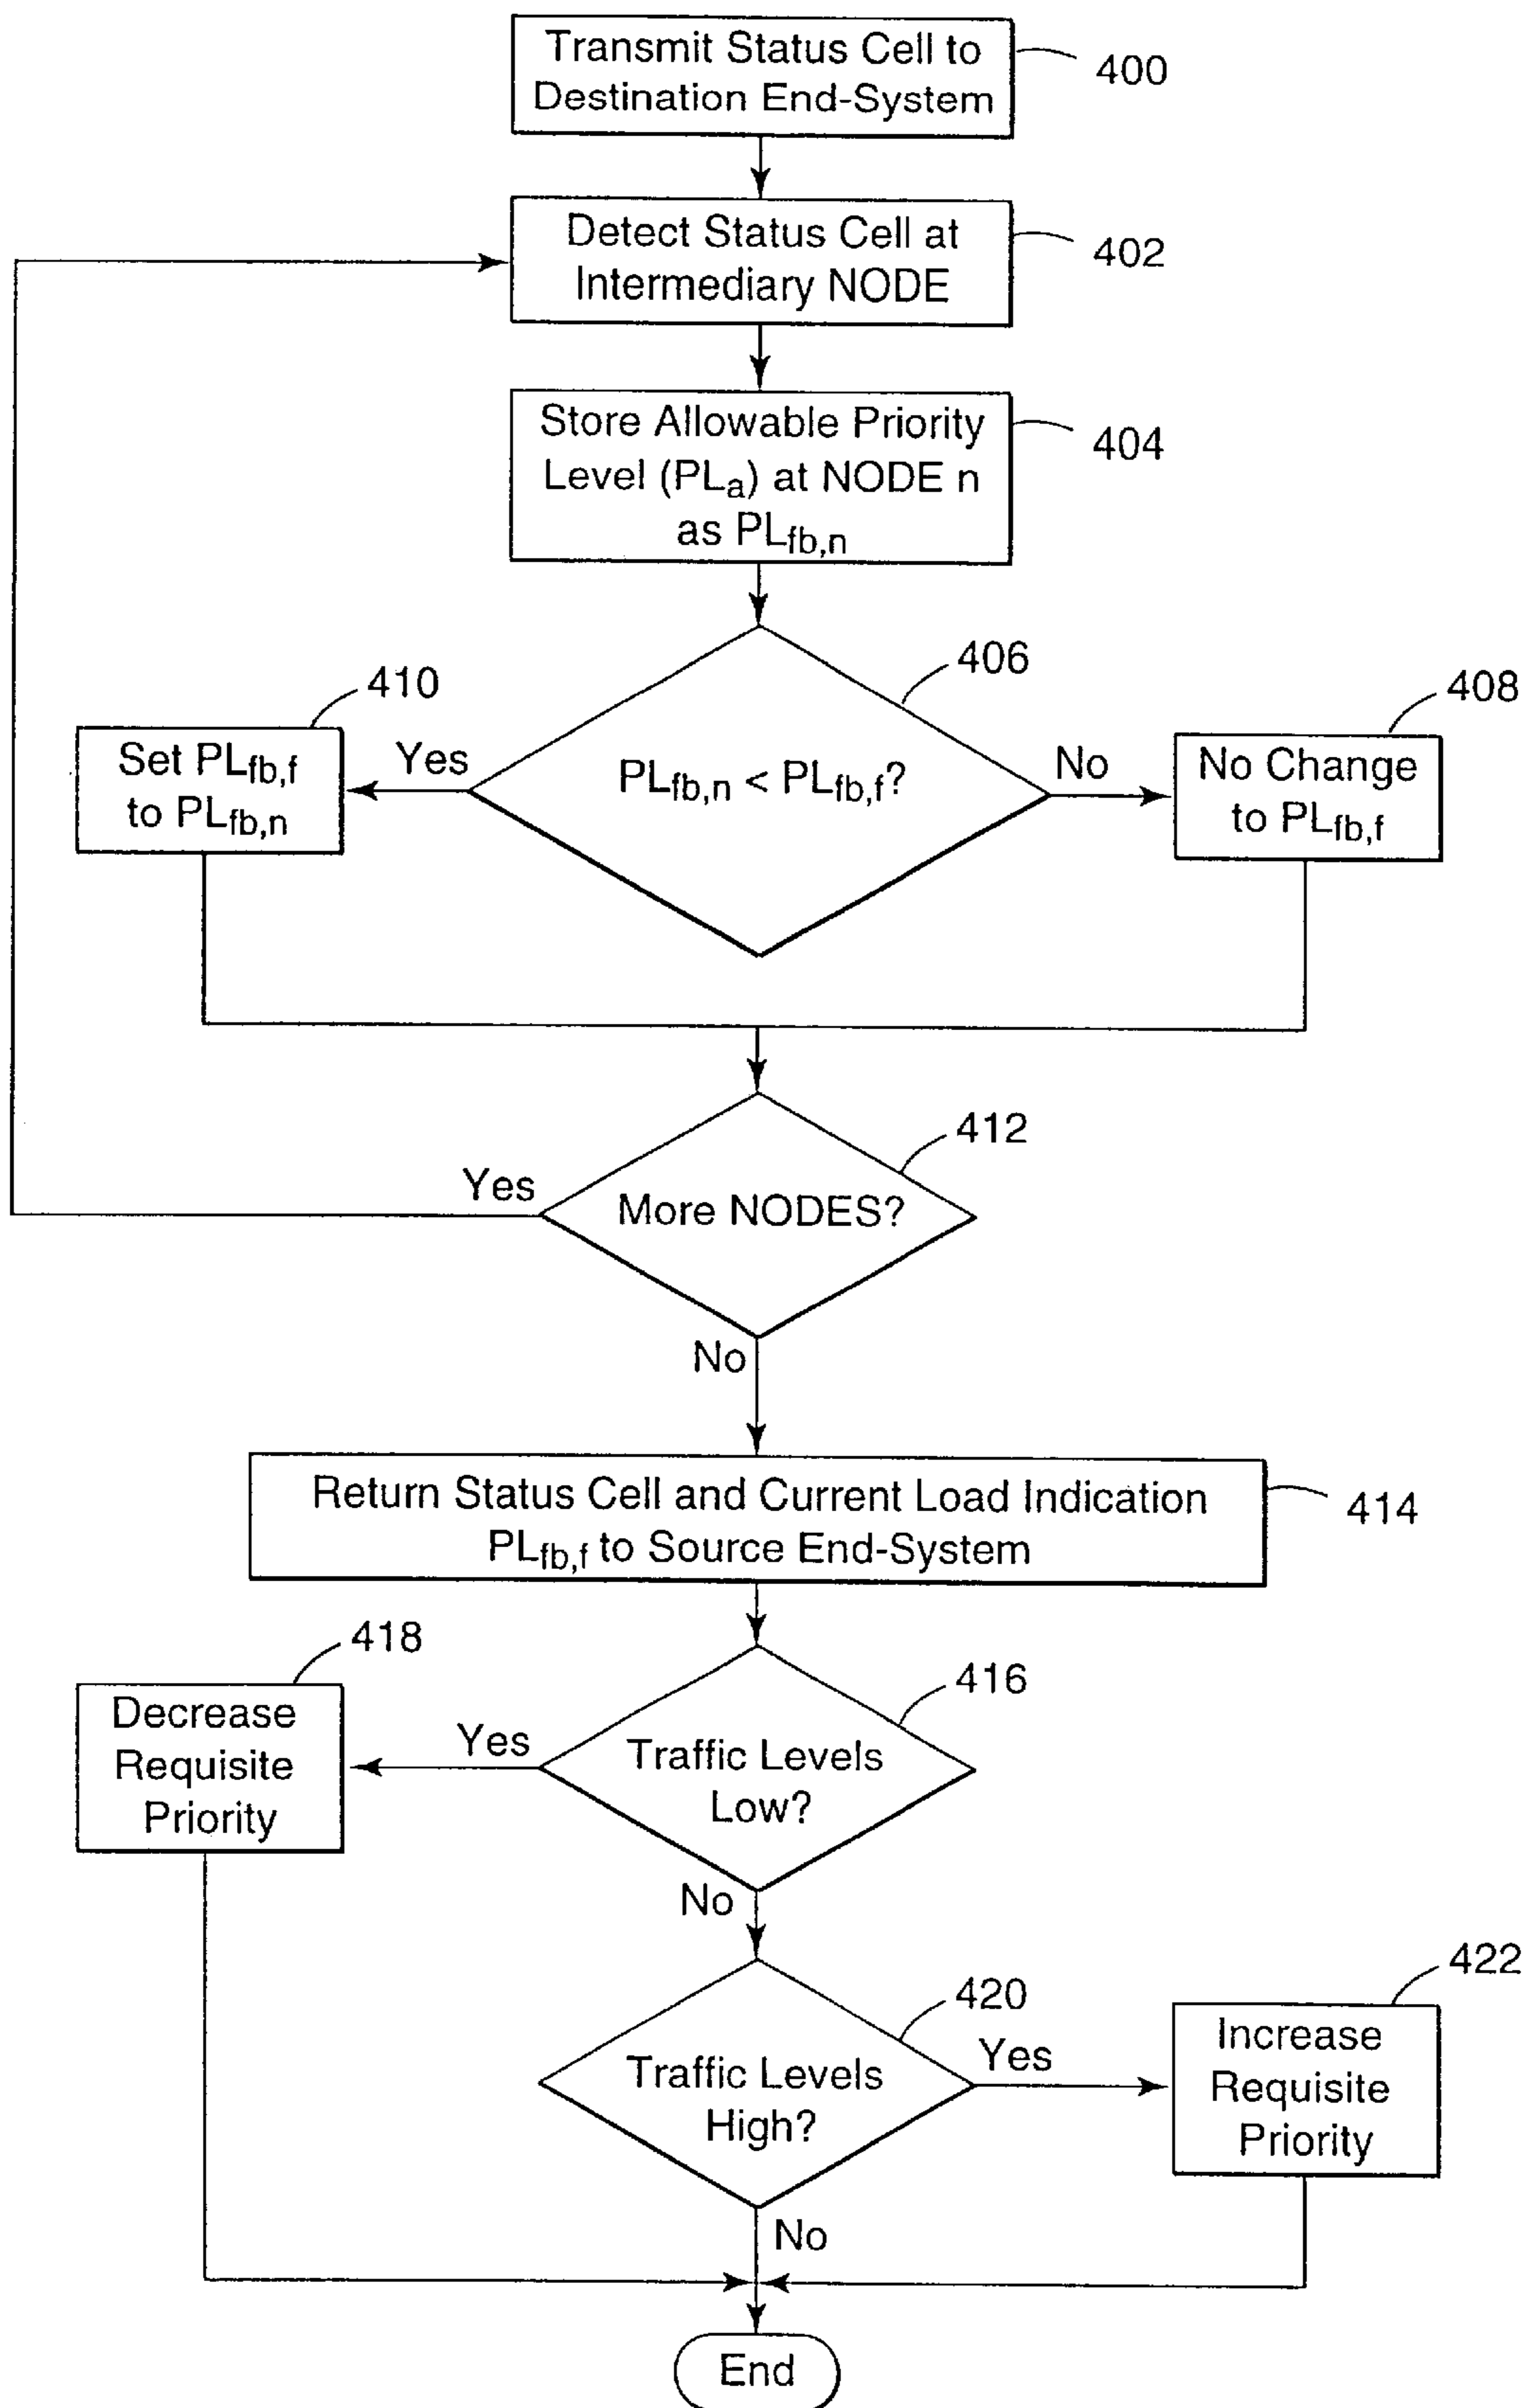 Transmit Status Cell to
Destination End-System
400
Detect Status Cell at
Intermediary NODE
402
Store Allowable Priority
Level (PLa) at NODE n
as PLfb,n
404
406
PLfb,n < PLfb,f?
Yes
410
Set PLfb,f
to PLfb,n
No
408
No Change
to PLfb,f
412
More NODES?
Yes
No
Return Status Cell and Current Load Indication
PLfb,f to Source End-System
414
416
Traffic Levels
Low?
Yes
418
Decrease
Requisite
Priority
No
420
Traffic Levels
High?
Yes
422
Increase
Requisite
Priority
No
End